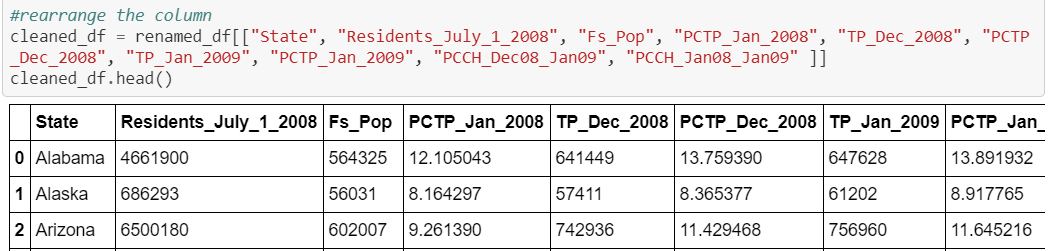 #rearrange the column
cleaned_df = renamed_df[["State", "Residents_July_1_2008", "Fs_Pop", "PCTP_Jan_2008", "TP_Dec_2008", "PCTP
_Dec_2008", "TP_Jan_2009", "PCTP_Jan_2009", "PCCH_Dec08_Jan09", "PCCH_Jan08_Jan09" ]]
cleaned_df.head()
State Residents_July_1_2008 Fs_Pop PCTP_Jan_2008 TP_Dec_2008 PCTP_Dec_2008 TP_Jan_2009 PCTP_Jan_
0 Alabama 4661900 564325 12.105043 641449 13.759390 647628 13.891932
1 Alaska 686293 56031 8.164297 57411 8.365377 61202 8.917765
2 Arizona 6500180 602007 9.261390 742936 11.429468 756960 11.645216